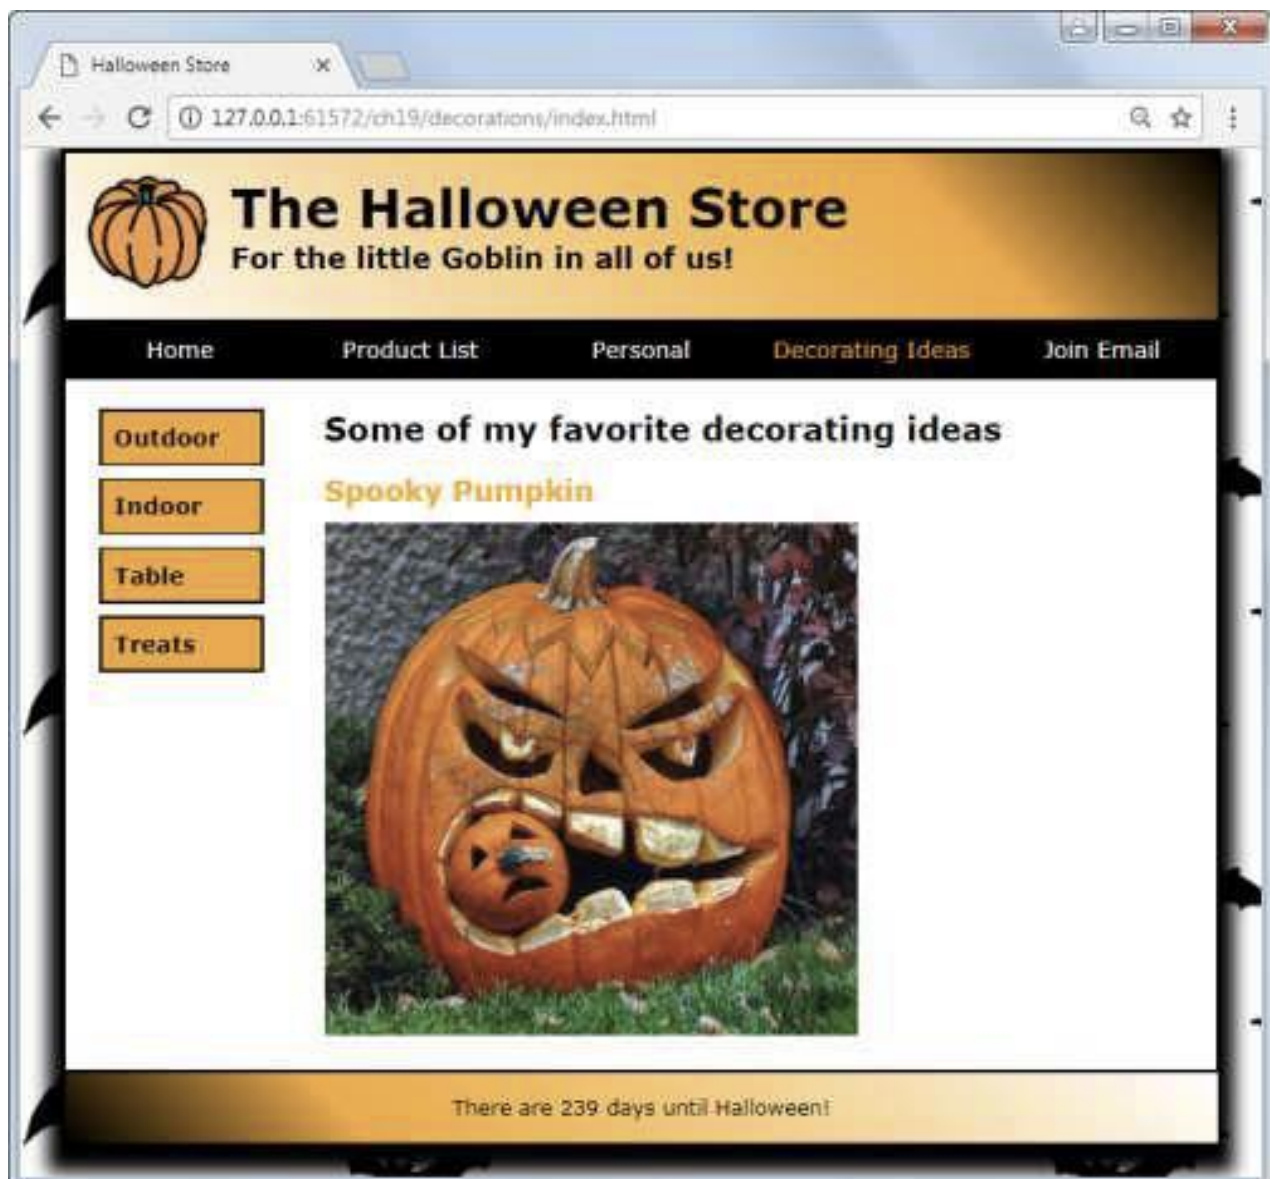 Halloween Store
127.0.0.1:61572/ch19/decorations/index.html
The Halloween Store
For the little Goblin in all of us!
Home Product List Personal Decorating Ideas Join Email
Outdoor
Indoor
Table
Treats
Some of my favorite decorating ideas
Spooky Pumpkin
There are 239 days until Halloween!